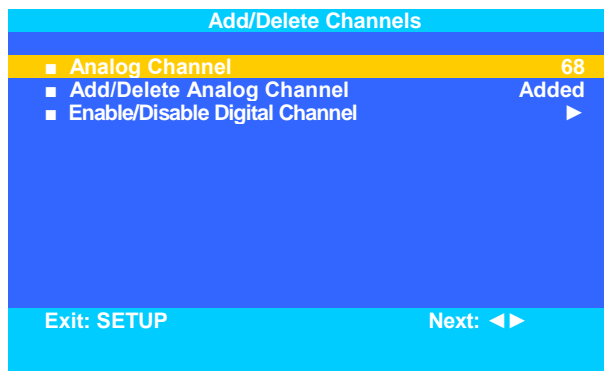 Add/Delete Channels
■ Analog Channel 68
■ Add/Delete Analog Channel Added
■ Enable/Disable Digital Channel ►
Exit: SETUP Next: ◄►